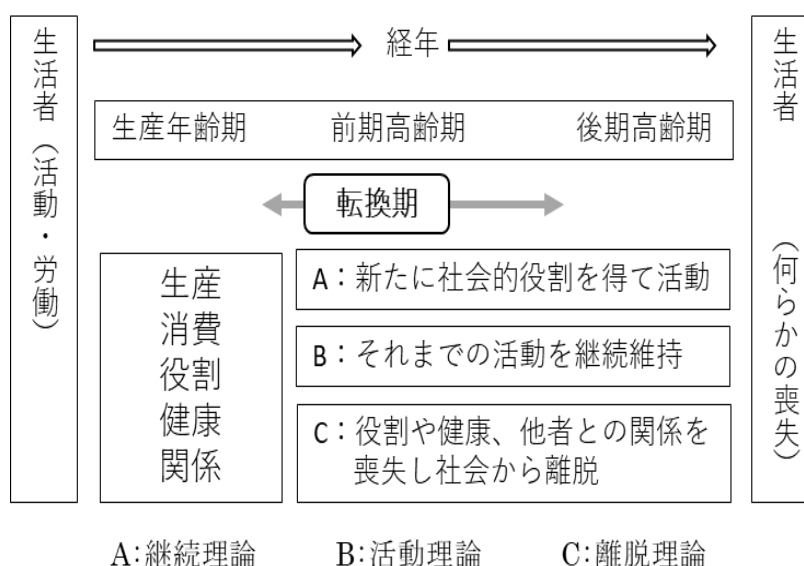 生活者（活動・労働）
経年
生産年齢期 前期高齢期 後期高齢期
転換期
生産
消費
役割
健康
関係
A：新たに社会的役割を得て活動
B：それまでの活動を継続維持
C：役割や健康、他者との関係を
喪失し社会から離脱
生活者（何らかの喪失）
A:継続理論 B:活動理論 C:離脱理論